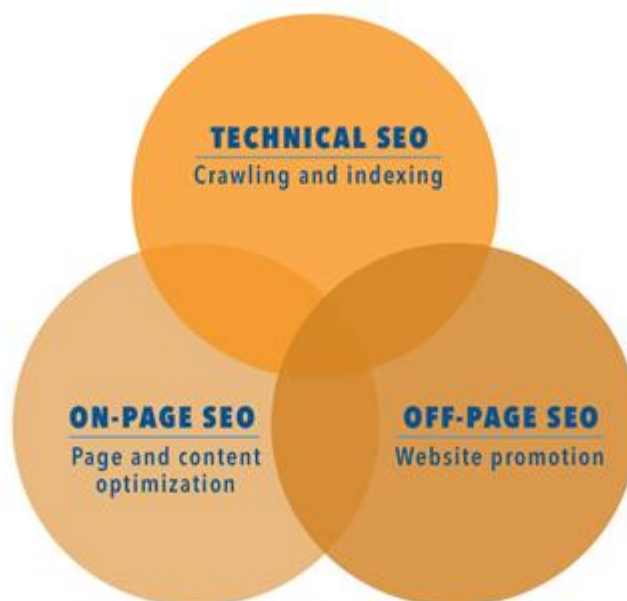 TECHNICAL SEO
Crawling and indexing
ON-PAGE SEO
Page and content
optimization
OFF-PAGE SEO
Website promotion